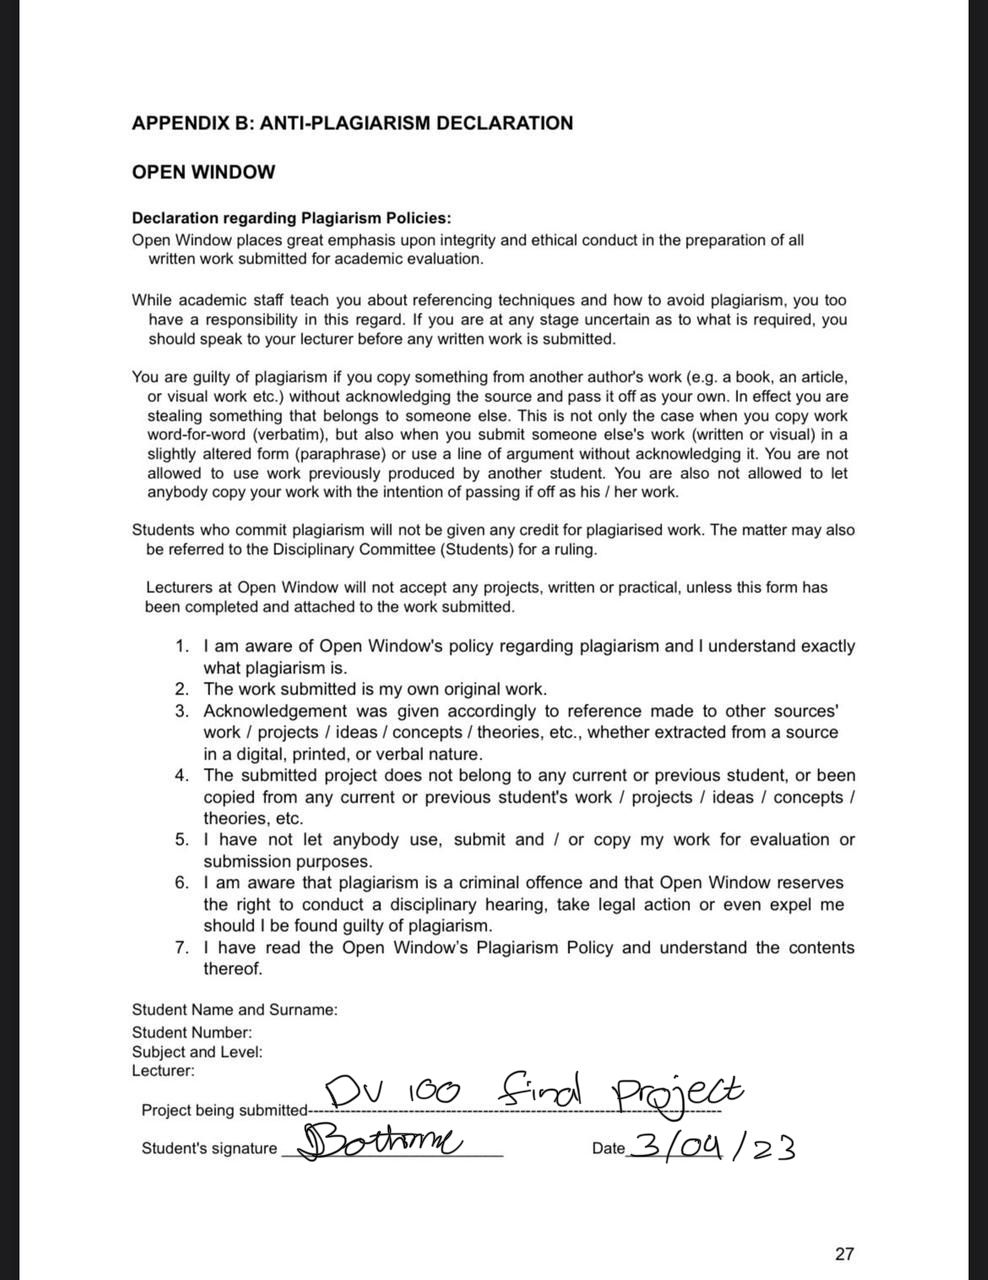 APPENDIX B: ANTI-PLAGIARISM DECLARATION
OPEN WINDOW
Declaration regarding Plagiarism Policies:
Open Window places great emphasis upon integrity and ethical conduct in the preparation of all
written work submitted for academic evaluation.
While academic staff teach you about referencing techniques and how to avoid plagiarism, you too
have a responsibility in this regard. If you are at any stage uncertain as to what is required, you
should speak to your lecturer before any written work is submitted.
You are guilty of plagiarism if you copy something from another author's work (e.g. a book, an article,
or visual work etc.) without acknowledging the source and pass it off as your own. In effect you are
stealing something that belongs to someone else. This is not only the case when you copy work
word-for-word (verbatim), but also when you submit someone else's work (written or visual) in a
slightly altered form (paraphrase) or use a line of argument without acknowledging it. You are not
allowed to use work previously produced by another student. You are also not allowed to let
anybody copy your work with the intention of passing if off as his / her work.
Students who commit plagiarism will not be given any credit for plagiarised work. The matter may also
be referred to the Disciplinary Committee (Students) for a ruling.
Lecturers at Open Window will not accept any projects, written or practical, unless this form has
been completed and attached to the work submitted.
1. I am aware of Open Window's policy regarding plagiarism and I understand exactly
what plagiarism is.
2. The work submitted is my own original work.
3. Acknowledgement was given accordingly to reference made to other sources'
work / projects / ideas / concepts / theories, etc., whether extracted from a source
in a digital, printed, or verbal nature.
4. The submitted project does not belong to any current or previous student, or been
copied from any current or previous student's work / projects / ideas / concepts /
theories, etc.
5. I have not let anybody use, submit and / or copy my work for evaluation or
submission purposes.
6. I am aware that plagiarism is a criminal offence and that Open Window reserves
the right to conduct a disciplinary hearing, take legal action or even expel me
should I be found guilty of plagiarism.
7. I have read the Open Window's Plagiarism Policy and understand the contents
thereof.
Student Name and Surname:
Student Number:
Subject and Level:
Lecturer:
Project being submitted DV 100 final project
Student's signature Date 3/04/23
27